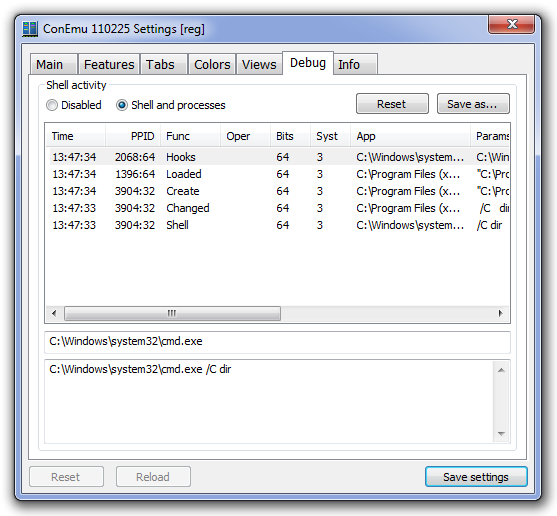 ConEmu 110225 Settings [reg]
Main Features Tabs Colors Views Debug Info
Shell activity
Disabled Shell and processes Reset Save as...
Time PPID Func Oper Bits Syst App Params
13:47:34 2068:64 Hooks 64 3 C:\Windows\system... C:\Win
13:47:34 1396:64 Loaded 64 3 C:\Program Files (x... "C:\Pro
13:47:34 3904:32 Create 64 3 C:\Program Files (x... "C:\Pro
13:47:33 3904:32 Changed 64 3 C:\Program Files (x... /C dir
13:47:33 3904:32 Shell 64 3 C:\Windows\system... /C dir
C:\Windows\system32\cmd.exe
C:\Windows\system32\cmd.exe /C dir
Reset Reload Save settings